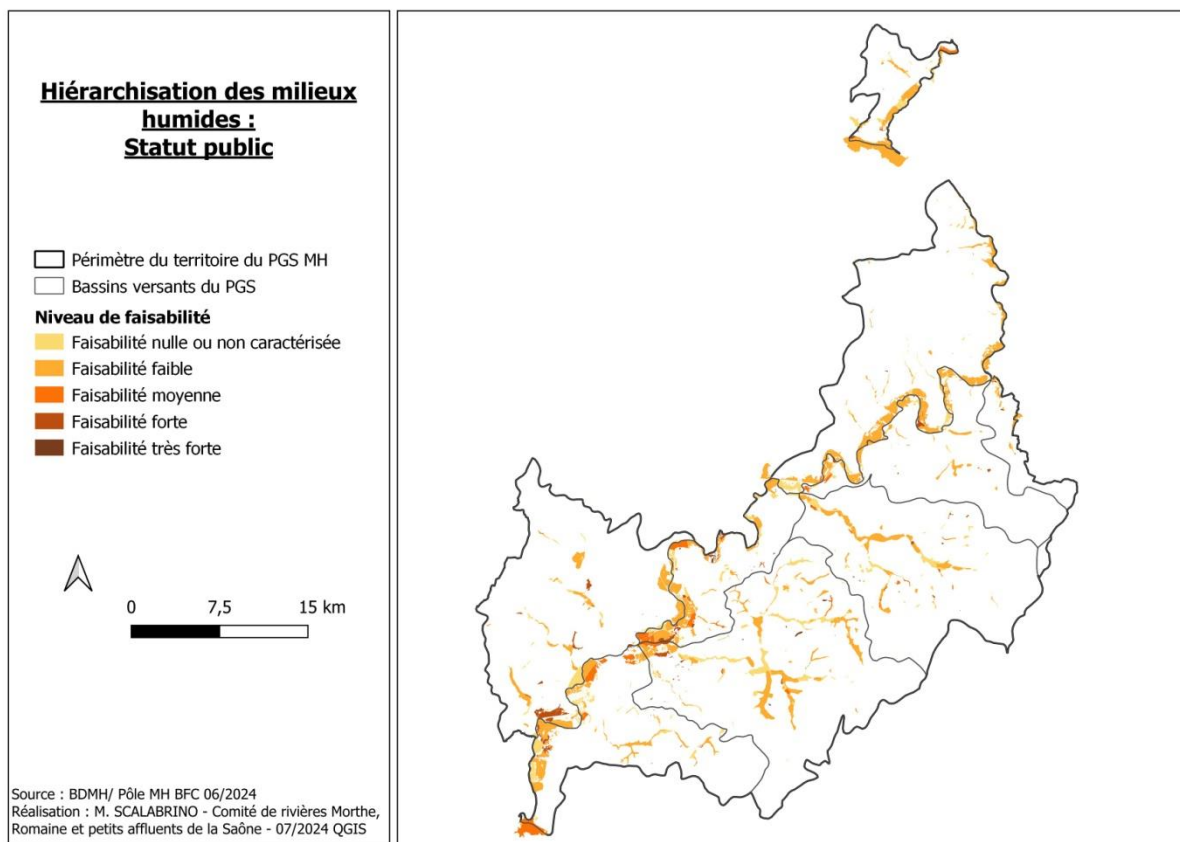 Hiérarchisation des milieux
humides :
Statut public
Périmètre du territoire du PGS MH
Bassins versants du PGS
Niveau de faisabilité
Faisabilité nulle ou non caractérisée
Faisabilité faible
Faisabilité moyenne
Faisabilité forte
Faisabilité très forte
0 7,5 15 km
Source : BDMH/ Pôle MH BFC 06/2024
Réalisation : M. SCALABRINO - Comité de rivières Morthe,
Romaine et petits affluents de la Saône - 07/2024 QGIS